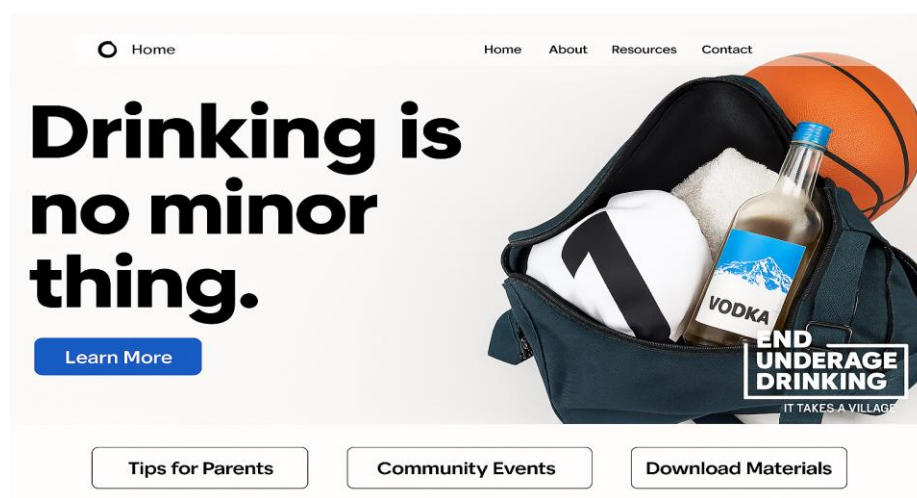 Home
Home About Resources Contact
Drinking is
no minor
thing.
Learn More
1
VODKA
END
UNDERAGE
DRINKING
IT TAKES A VILLAGE
Tips for Parents
Community Events
Download Materials